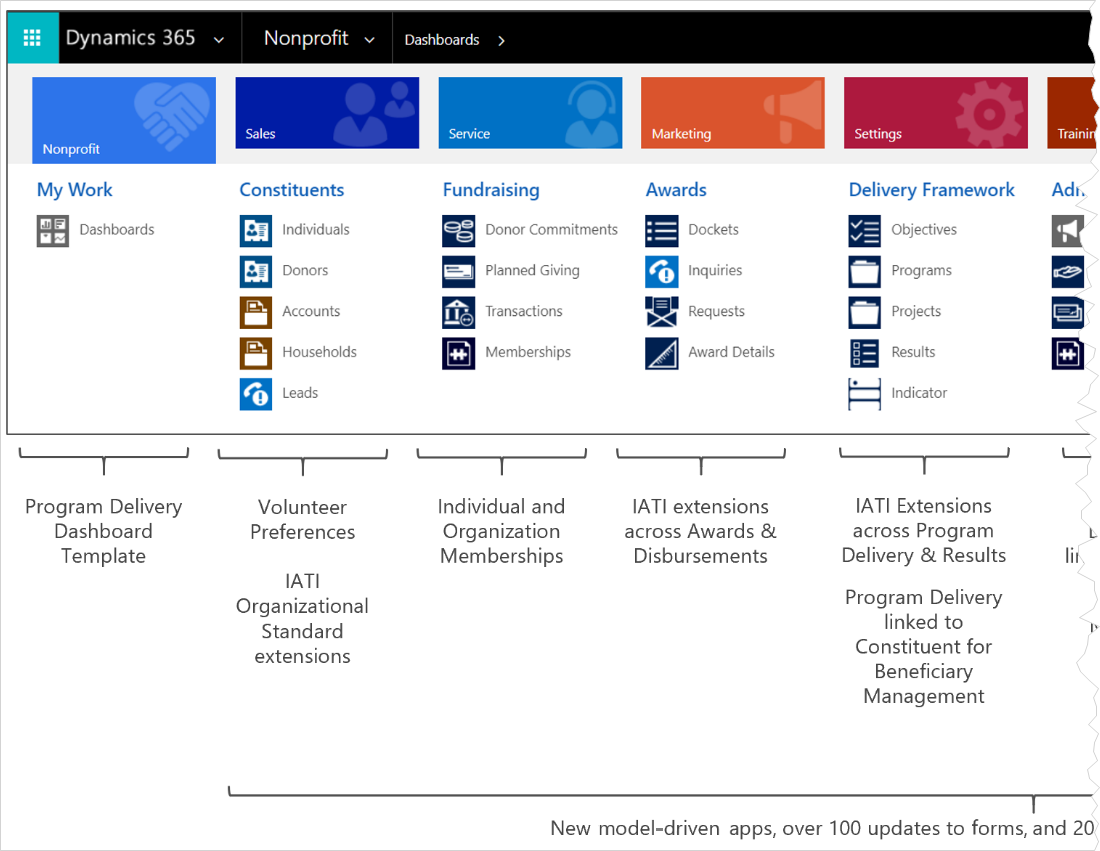 Dynamics 365
Nonprofit
Dashboards
Nonprofit
Sales
Service
Marketing
Settings
My Work
Dashboards
Constituents
Individuals
Donors
Accounts
Households
Leads
Fundraising
Donor Commitments
Planned Giving
Transactions
Memberships
Awards
Dockets
Inquiries
Requests
Award Details
Delivery Framework
Objectives
Programs
Projects
Results
Indicator
Program Delivery
Dashboard
Template
Volunteer
Preferences
IATI
Organizational
Standard
extensions
Individual and
Organization
Memberships
IATI extensions
across Awards &
Disbursements
IATI Extensions
across Program
Delivery & Results
Program Delivery
linked to
Constituent for
Beneficiary
Management
New model-driven apps, over 100 updates to forms, and 20